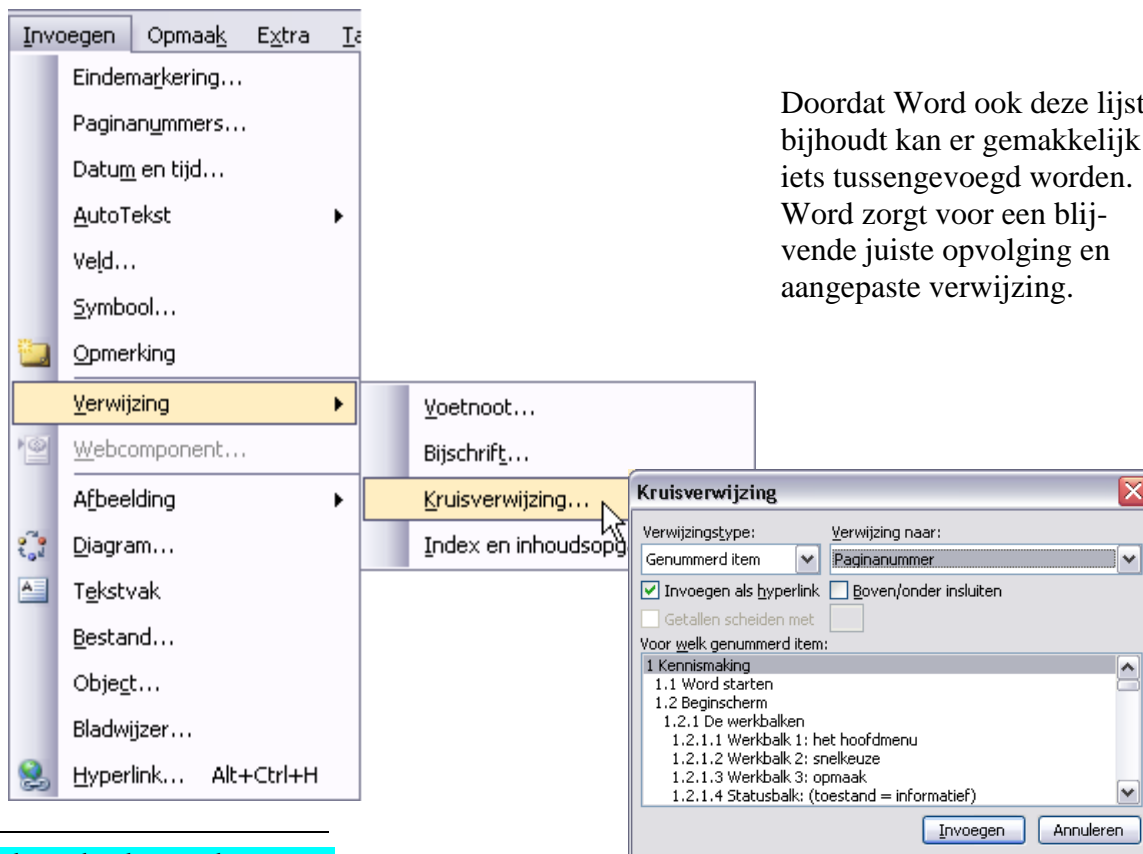 Invoegen Opmaak Extra
Eindemarkering...
Paginanummers...
Datum en tijd...
AutoTekst
Veld...
Symbool...
Opmerking
Verwijzing
Webcomponent...
Afbeelding
Diagram...
Tekstvak
Bestand...
Object...
Bladwijzer...
Hyperlink... Alt+Ctrl+H
Doordat Word ook deze lijst
bijhoudt kan er gemakkelijk
iets tussengevoegd worden.
Word zorgt voor een blij-
vende juiste opvolging en
aangepaste verwijzing.
Voetnoot...
Bijschrift...
Kruisverwijzing...
Index en inhoudsopg
Kruisverwijzing
Verwijzingstype: Verwijzing naar:
Genummerd item Paginanummer
Invoegen als hyperlink Boven/onder insluiten
Getallen scheiden met
Voor welk genummerd item:
1 Kennismaking
1.1 Word starten
1.2 Beginscherm
1.2.1 De werkbalken
1.2.1.1 Werkbalk 1: het hoofdmenu
1.2.1.2 Werkbalk 2: snelkeuze
1.2.1.3 Werkbalk 3: opmaak
1.2.1.4 Statusbalk: (toestand = informatief)
Invoegen Annuleren